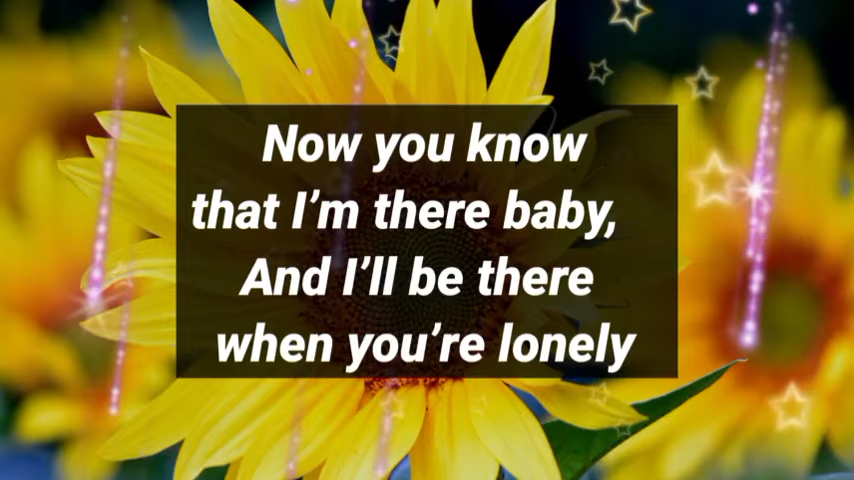 Now you know
that I’m there baby,
And I’ll be there
when you’re lonely